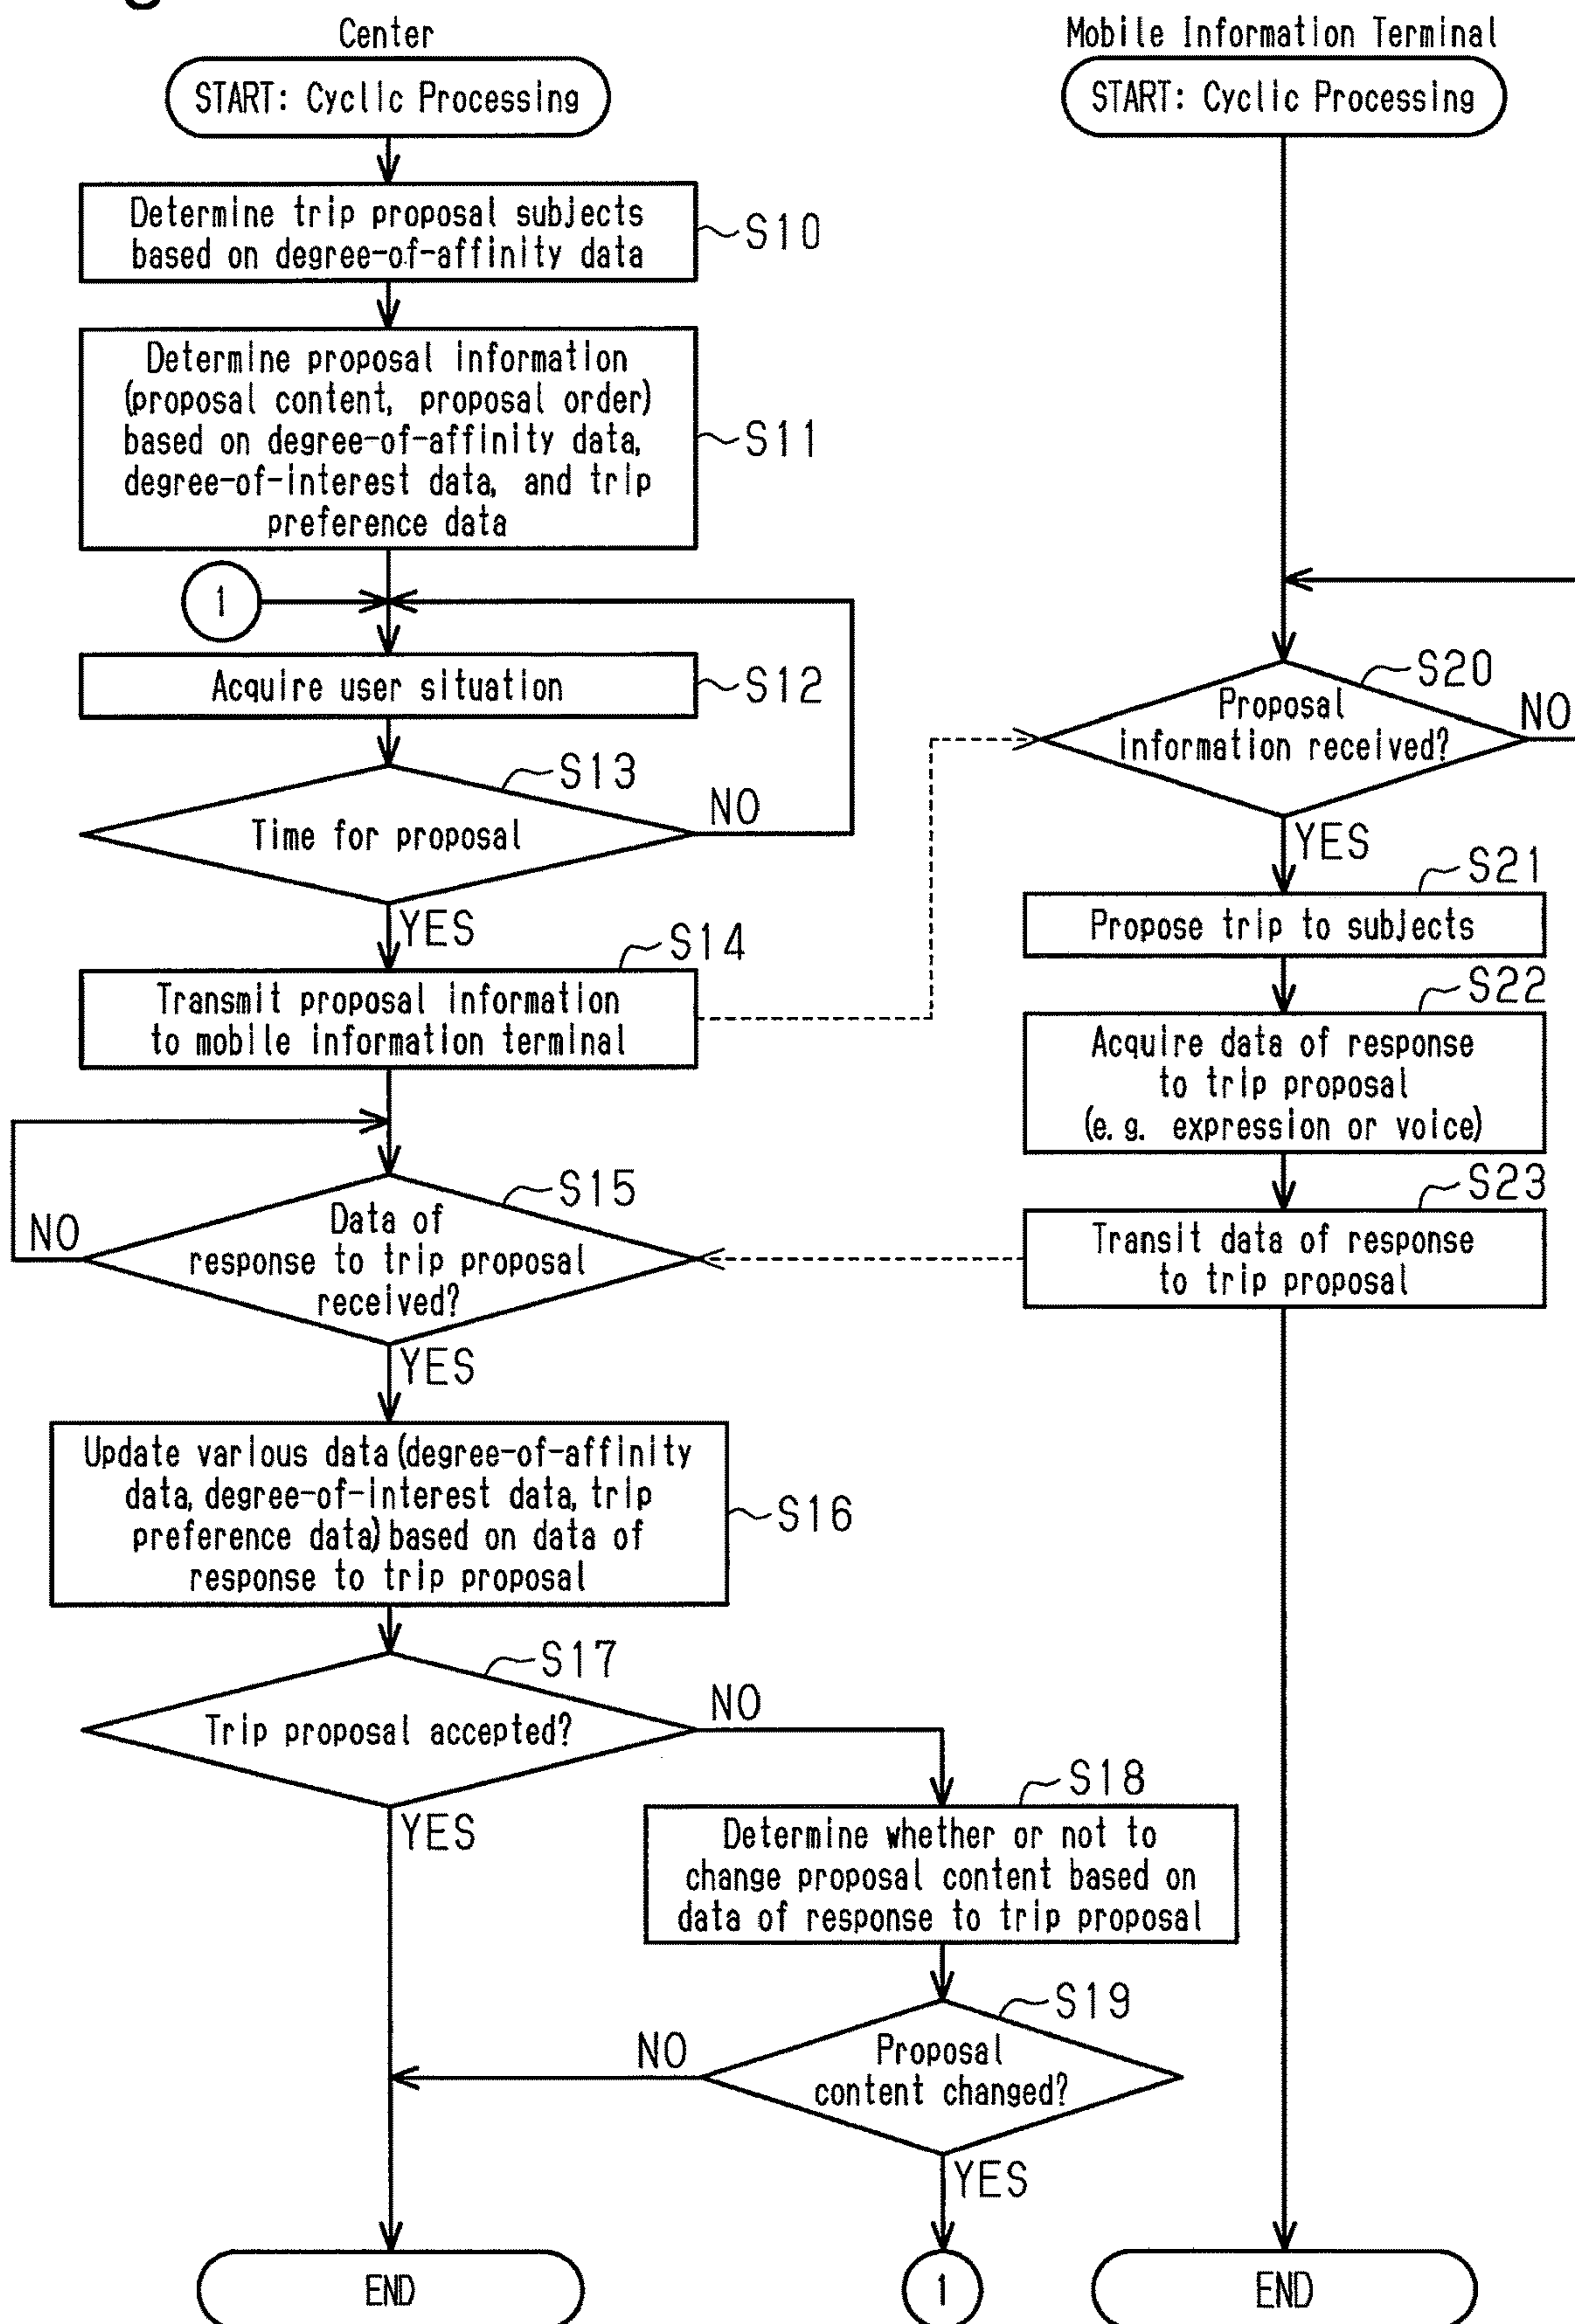 Center
START: Cyclic Processing
Determine trip proposal subjects
based on degree-of-affinity data
S10
Determine proposal information
(proposal content, proposal order)
based on degree-of-affinity data,
degree-of-interest data, and trip
preference data
S11
1
Acquire user situation
S12
S13
Time for proposal
NO
YES
S14
Transmit proposal information
to mobile information terminal
S15
Data of
response to trip proposal
received?
NO
YES
Update various data (degree-of-affinity
data, degree-of-interest data, trip
preference data) based on data of
response to trip proposal
S16
S17
Trip proposal accepted?
NO
YES
S18
Determine whether or not to
change proposal content based on
data of response to trip proposal
S19
Proposal
content changed?
NO
YES
END
1
Mobile Information Terminal
START: Cyclic Processing
S20
Proposal
information received?
NO
YES
S21
Propose trip to subjects
S22
Acquire data of response
to trip proposal
(e.g. expression or voice)
S23
Transit data of response
to trip proposal
END